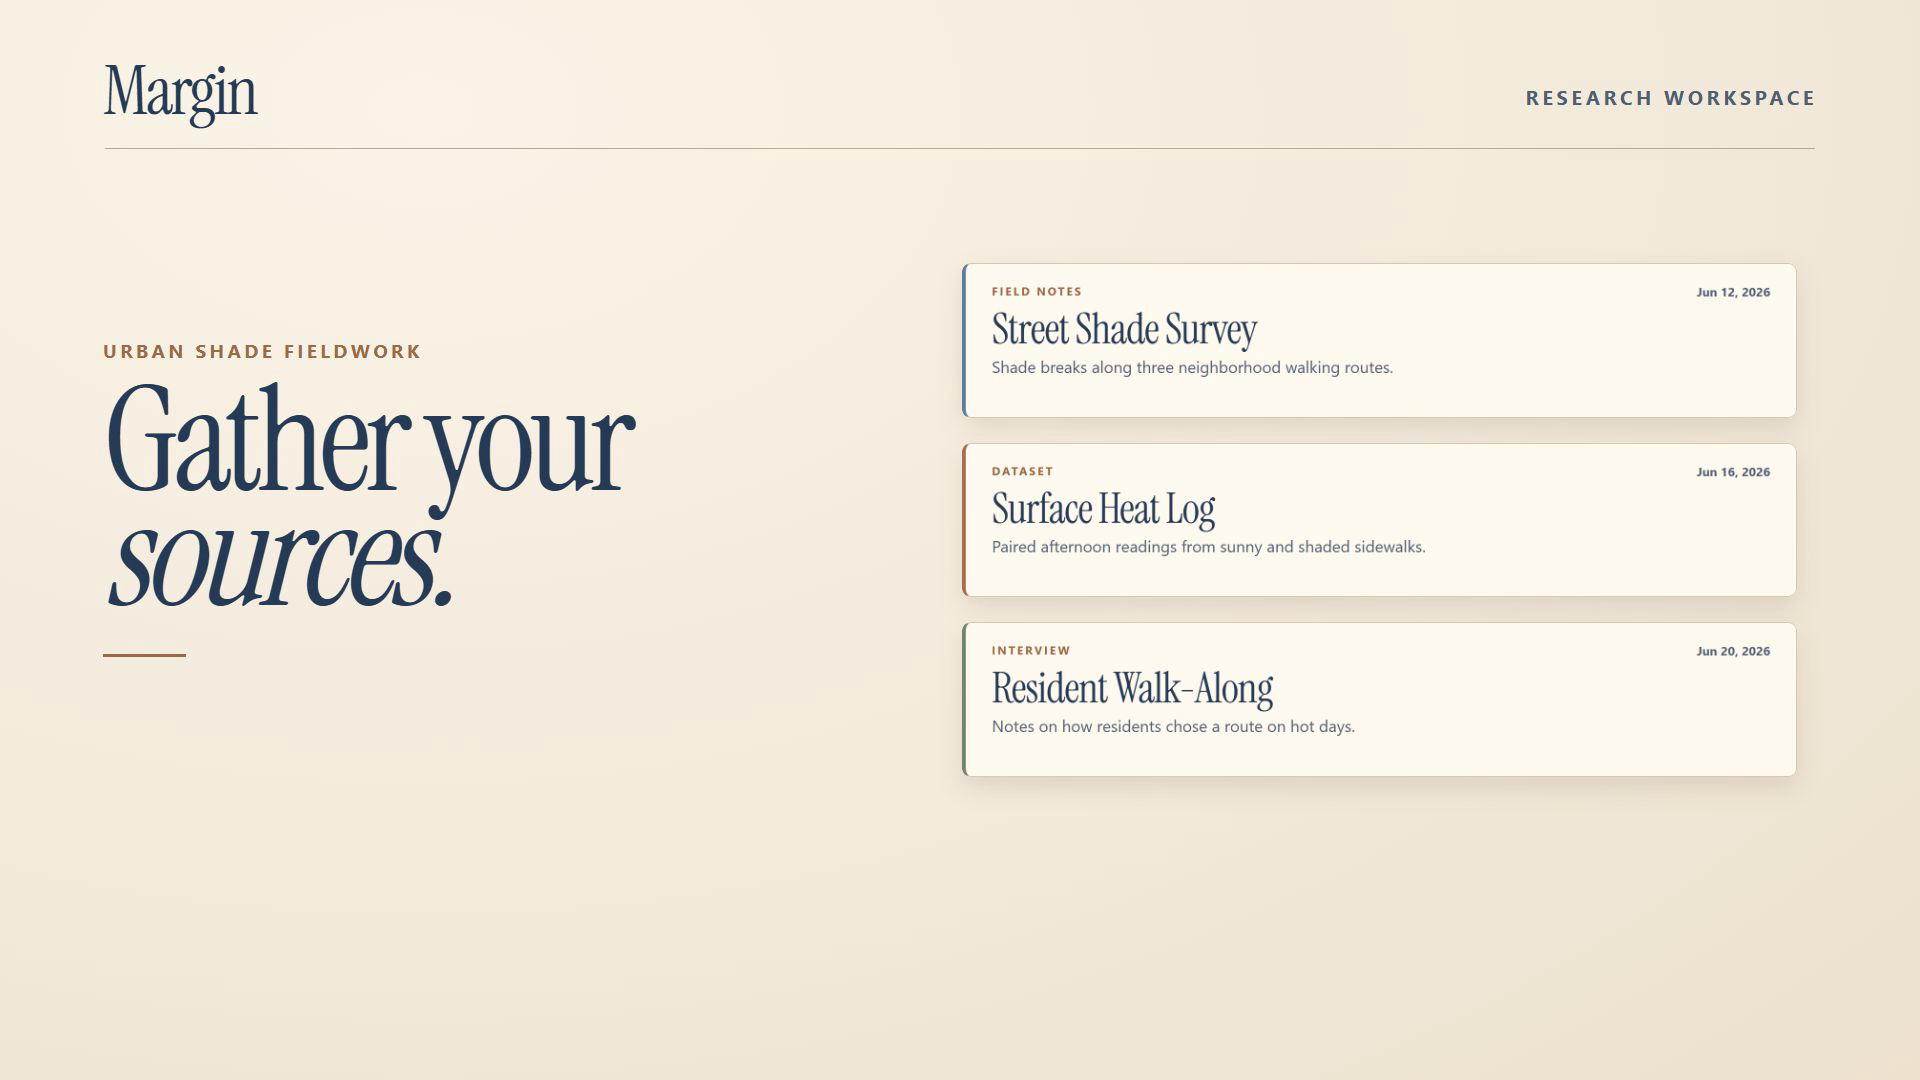 Margin
RESEARCH WORKSPACE
URBAN SHADE FIELDWORK
Gather your
sources.
FIELD NOTES
Jun 12, 2026
Street Shade Survey
Shade breaks along three neighborhood walking routes.
DATASET
Jun 16, 2026
Surface Heat Log
Paired afternoon readings from sunny and shaded sidewalks.
INTERVIEW
Jun 20, 2026
Resident Walk-Along
Notes on how residents chose a route on hot days.